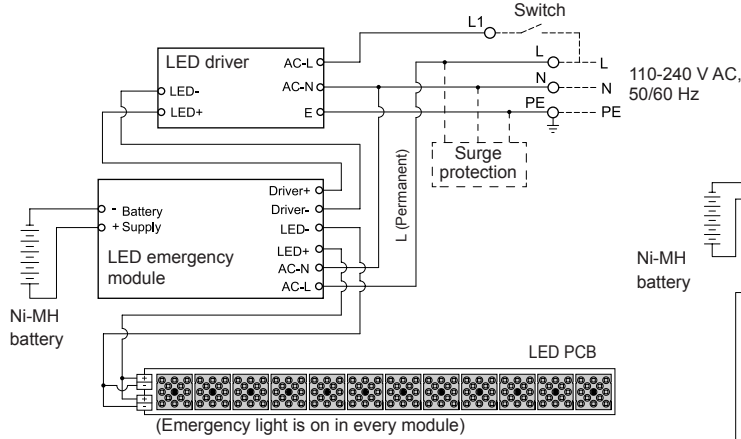 Switch
L1
LED driver
AC-L
L
L
110-240 V AC,
50/60 Hz
LED-
AC-N
N
N
LED+
E
PE
PE
Surge
protection
L (Permanent)
Driver+
- Battery
Driver-
+ Supply
LED-
LED emergency
module
LED+
AC-N
AC-L
Ni-MH
battery
Ni-MH
battery
LED PCB
+
-
+
-
(Emergency light is on in every module)